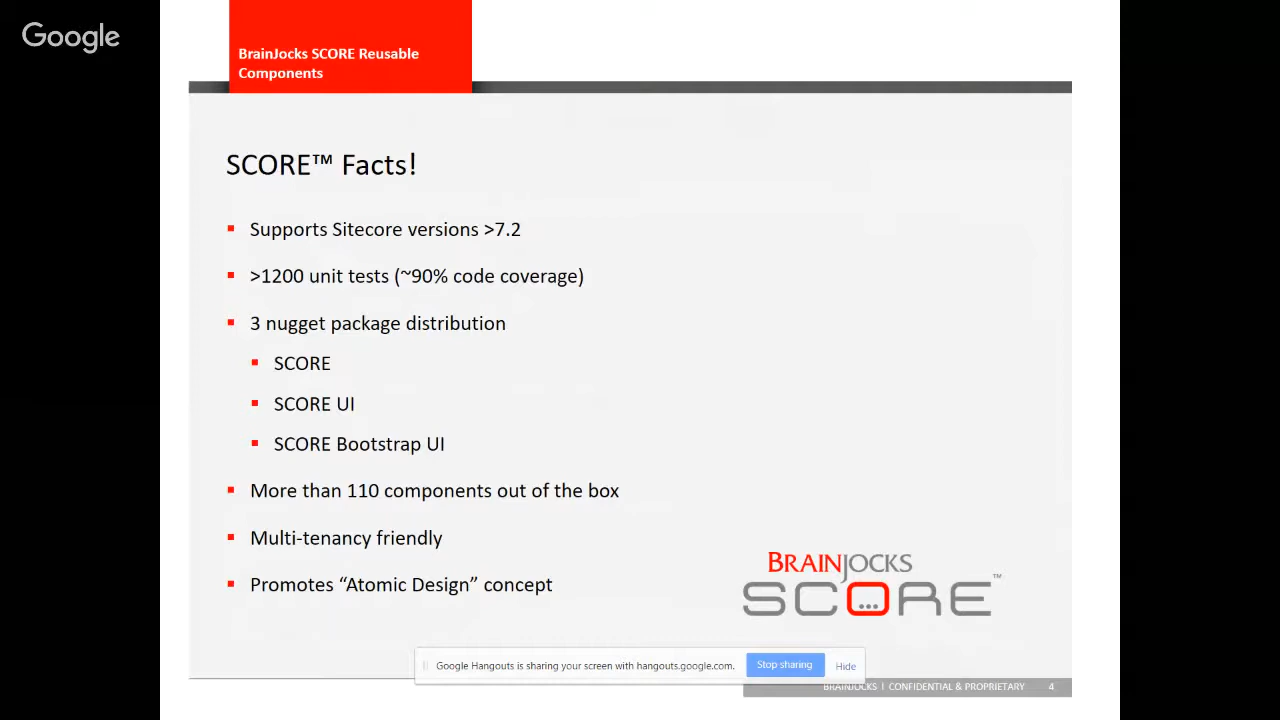 Google
BrainJocks SCORE Reusable
Components
SCORE™ Facts!
Supports Sitecore versions >7.2
>1200 unit tests (~90% code coverage)
3 nugget package distribution
SCORE
SCORE UI
SCORE Bootstrap UI
More than 110 components out of the box
Multi-tenancy friendly
Promotes “Atomic Design” concept
BRAINJOCKS
SCORE™
Google Hangouts is sharing your screen with hangouts.google.com.
Stop sharing
Hide
BRAINJOCKS | CONFIDENTIAL & PROPRIETARY 4